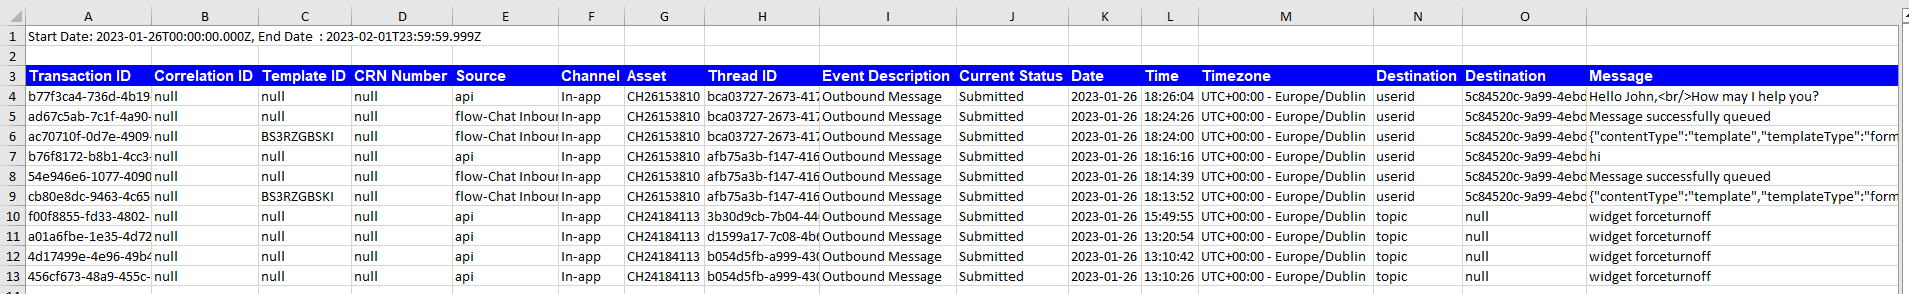 A B C D E F G H I J K L M N O
1 Start Date: 2023-01-26T00:00:00.000Z, End Date : 2023-02-01T23:59:59.999Z
2
3 Transaction ID Correlation ID Template ID CRN Number Source Channel Asset Thread ID Event Description Current Status Date Time Timezone Destination Destination Message
4 b77f3ca4-736d-4b19- null null null api In-app CH26153810 bca03727-2673-417 Outbound Message Submitted 2023-01-26 18:26:04 UTC+00:00 - Europe/Dublin userid 5c84520c-9a99-4ebd Hello John,<br/>How may I help you?
5 ad67c5ab-7c1f-4a90- null null null flow-Chat Inbour In-app CH26153810 bca03727-2673-417 Outbound Message Submitted 2023-01-26 18:24:26 UTC+00:00 - Europe/Dublin userid 5c84520c-9a99-4ebd Message successfully queued
6 ac70710f-0d7e-4909- null BS3RZGBSKI null flow-Chat Inbour In-app CH26153810 bca03727-2673-417 Outbound Message Submitted 2023-01-26 18:24:00 UTC+00:00 - Europe/Dublin userid 5c84520c-9a99-4ebd {"contentType":"template","templateType":"form
7 b76f8172-b8b1-4cc3- null null null api In-app CH26153810 afb75a3b-f147-416 Outbound Message Submitted 2023-01-26 18:16:16 UTC+00:00 - Europe/Dublin userid 5c84520c-9a99-4ebd hi
8 54e946e6-1077-4090 null null null flow-Chat Inbour In-app CH26153810 afb75a3b-f147-416 Outbound Message Submitted 2023-01-26 18:14:39 UTC+00:00 - Europe/Dublin userid 5c84520c-9a99-4ebd Message successfully queued
9 cb80e8dc-9463-4c65- null BS3RZGBSKI null flow-Chat Inbour In-app CH26153810 afb75a3b-f147-416 Outbound Message Submitted 2023-01-26 18:13:52 UTC+00:00 - Europe/Dublin userid 5c84520c-9a99-4ebd {"contentType":"template","templateType":"form
10 f00f8855-fd33-4802- null null null api In-app CH24184113 3b30d9cb-7b04-44 Outbound Message Submitted 2023-01-26 15:49:55 UTC+00:00 - Europe/Dublin topic null widget forceturnoff
11 a01a6fbe-1e35-4d72 null null null api In-app CH24184113 d1599a17-7c08-4b6 Outbound Message Submitted 2023-01-26 13:20:54 UTC+00:00 - Europe/Dublin topic null widget forceturnoff
12 4d17499e-4e96-49b4 null null null api In-app CH24184113 b054d5fb-a999-430 Outbound Message Submitted 2023-01-26 13:10:42 UTC+00:00 - Europe/Dublin topic null widget forceturnoff
13 456cf673-48a9-455c- null null null api In-app CH24184113 b054d5fb-a999-430 Outbound Message Submitted 2023-01-26 13:10:26 UTC+00:00 - Europe/Dublin topic null widget forceturnoff